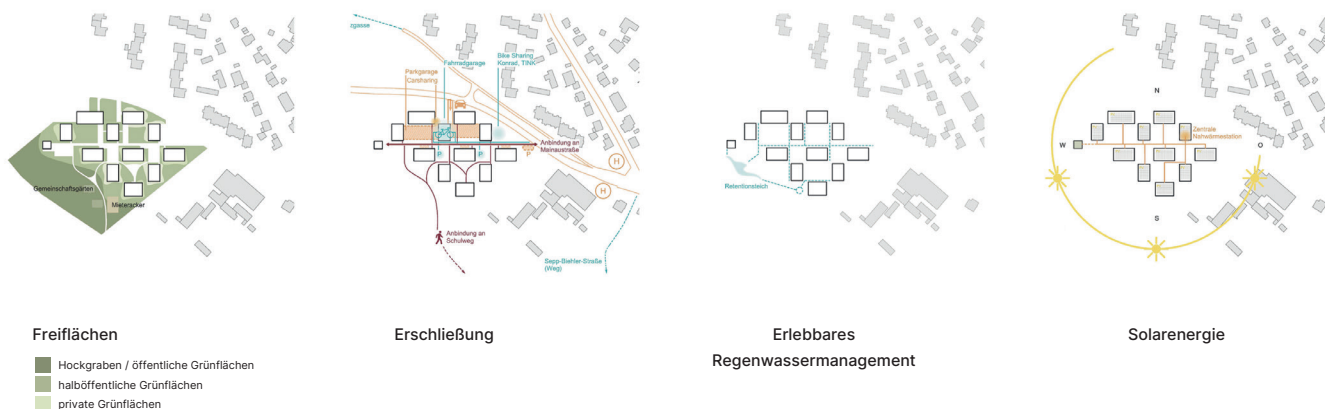 Gemeinschaftsgärten
Mieteracker
zgasse
Bike Sharing
Konrad, TINK
Fahrradgarage
Parkgarage
Carsharing
Anbindung an
Mainaustraße
P
P
P
H
H
Anbindung an
Schulweg
Sepp-Biehler-Straße
(Weg)
Retentionsteich
N
Zentrale
Nahwärmestation
W
O
S
Freiflächen
Hockgraben / öffentliche Grünflächen
halböffentliche Grünflächen
private Grünflächen
Erschließung
Erlebbares
Regenwassermanagement
Solarenergie